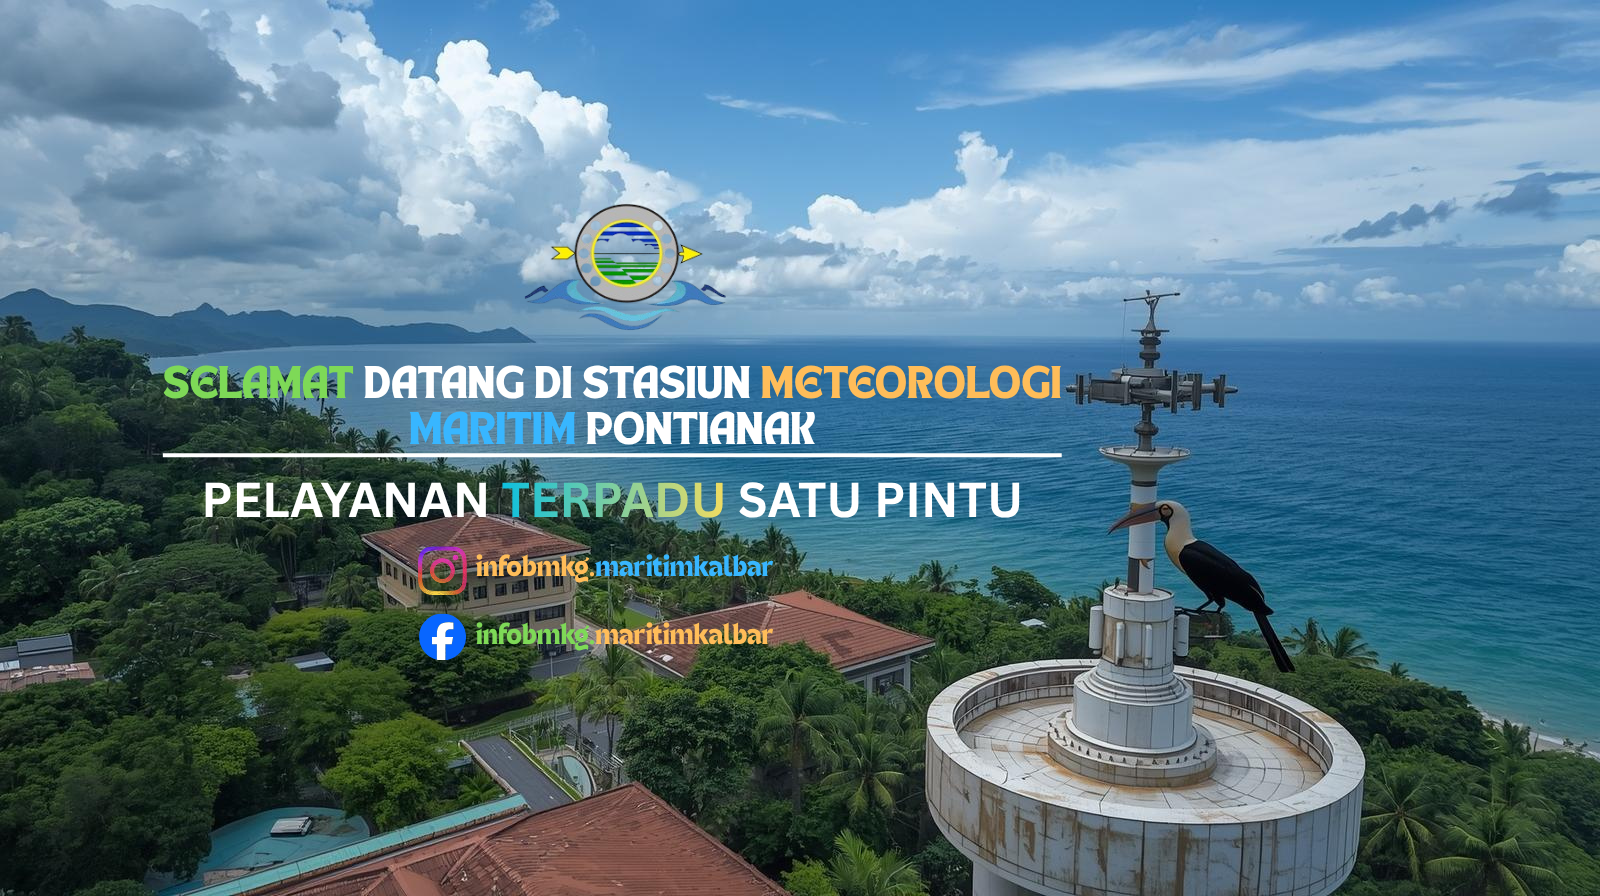 SELAMAT DATANG DI STASIUN METEOROLOGI
MARITIM PONTIANAK
PELAYANAN TERPADU SATU PINTU
infobmkg.maritimkalbar
infobmkg.maritimkalbar